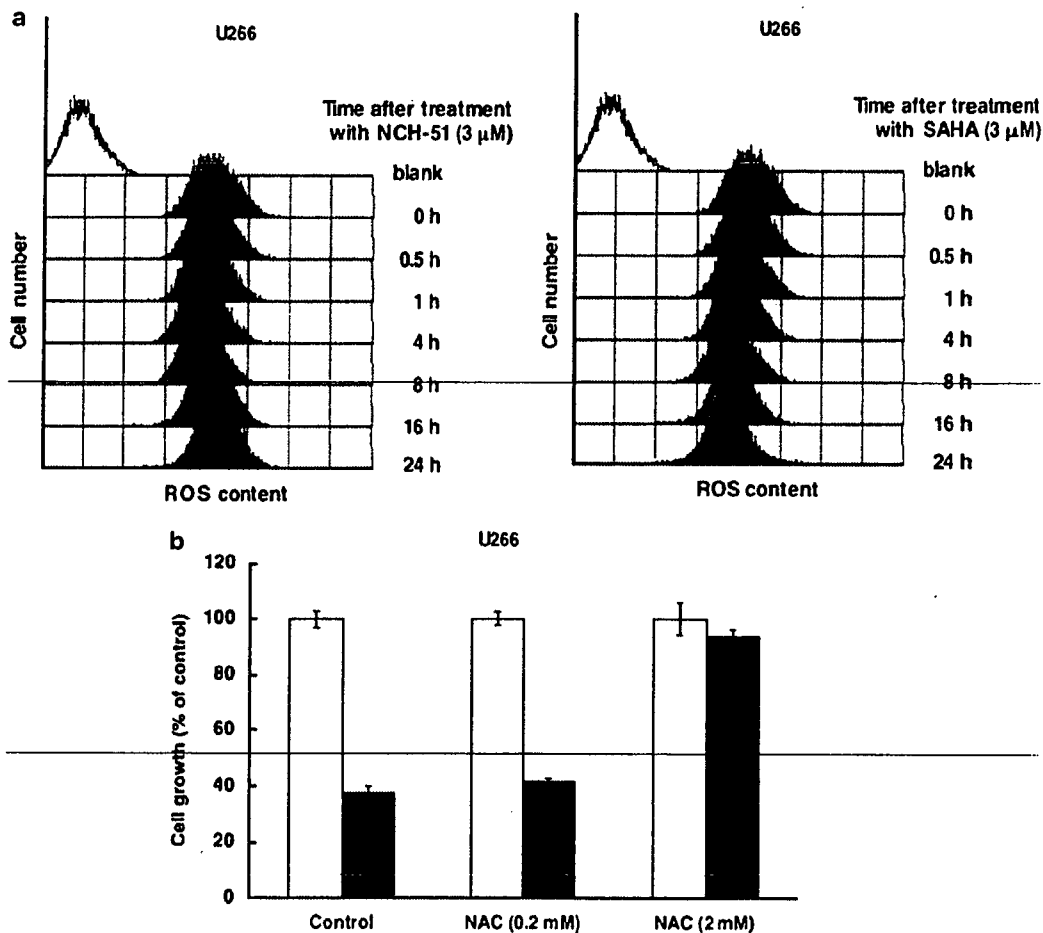 a
U266
Time after treatment
with NCH-51 (3 μM)
blank
0 h
0.5 h
1 h
4 h
8 h
16 h
24 h
Cell number
ROS content
U266
Time after treatment
with SAHA (3 μM)
blank
0 h
0.5 h
1 h
4 h
8 h
16 h
24 h
Cell number
ROS content
b
U266
Cell growth (% of control)
120
100
80
60
40
20
0
Control
NAC (0.2 mM)
NAC (2 mM)